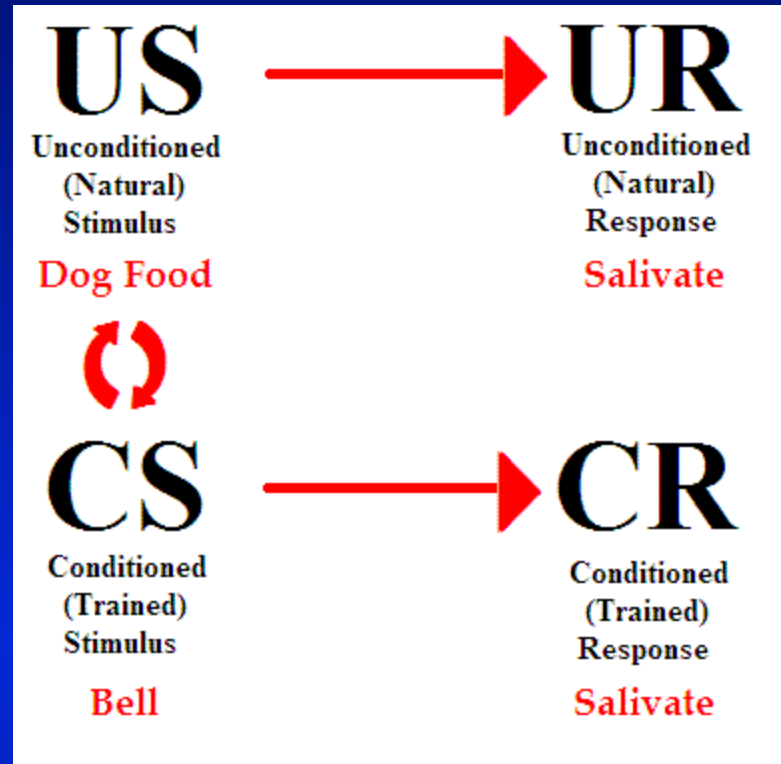 US
Unconditioned
(Natural)
Stimulus
Dog Food
UR
Unconditioned
(Natural)
Response
Salivate
CS
Conditioned
(Trained)
Stimulus
Bell
CR
Conditioned
(Trained)
Response
Salivate